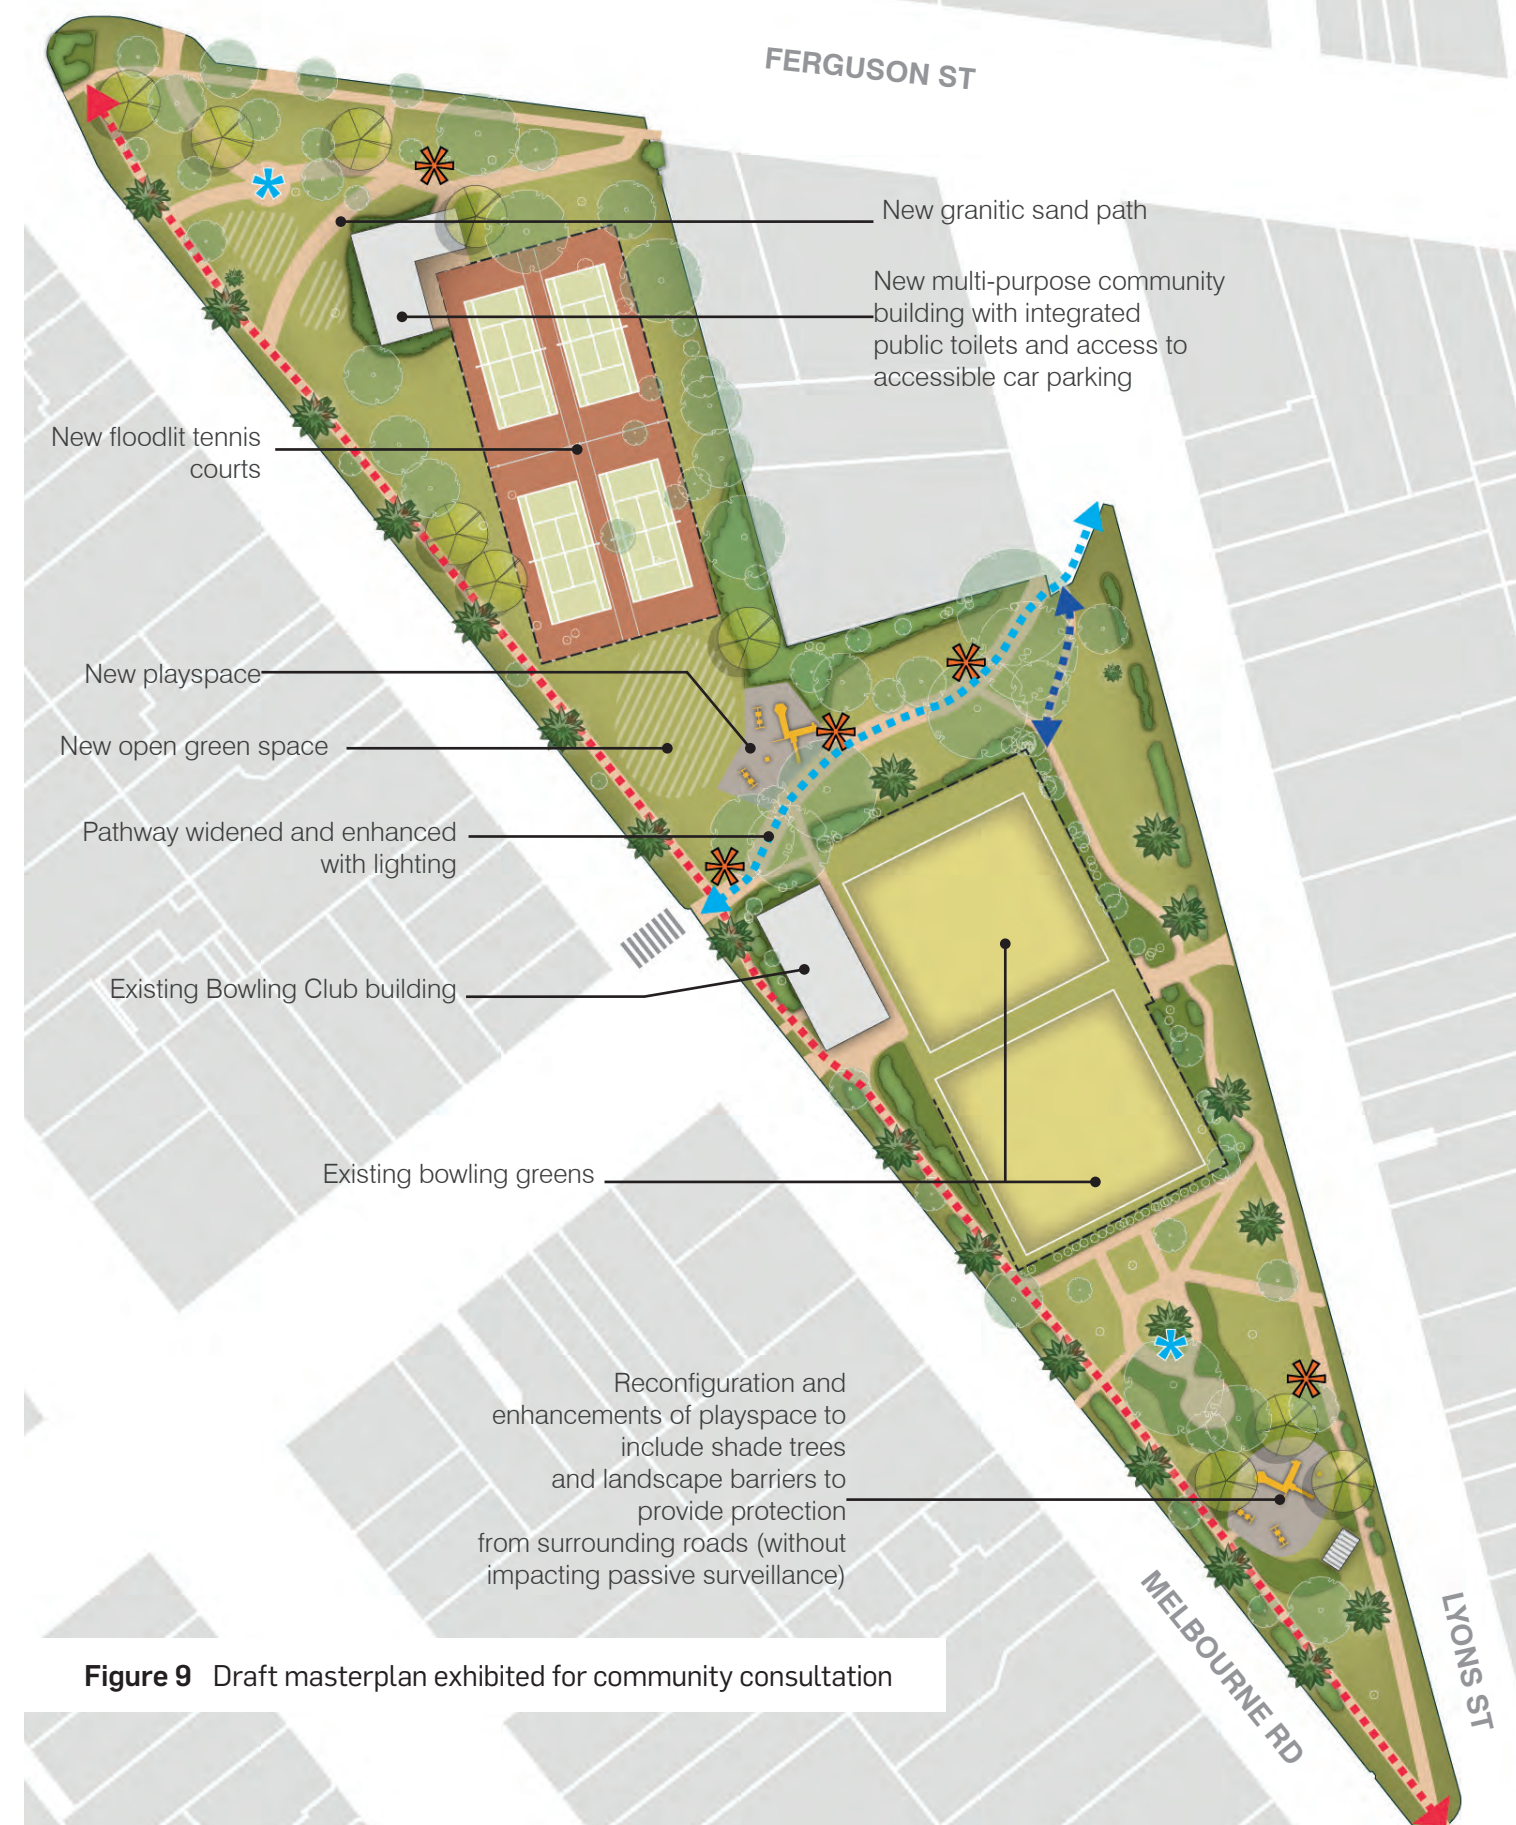 FERGUSON ST
New granitic sand path
New multi-purpose community
building with integrated
public toilets and access to
accessible car parking
New floodlit tennis
courts
New playspace
New open green space
Pathway widened and enhanced
with lighting
Existing Bowling Club building
Existing bowling greens
Reconfiguration and
enhancements of playspace to
include shade trees
and landscape barriers to
provide protection
from surrounding roads (without
impacting passive surveillance)
MELBOURNE RD
LYONS ST
Figure 9 Draft masterplan exhibited for community consultation